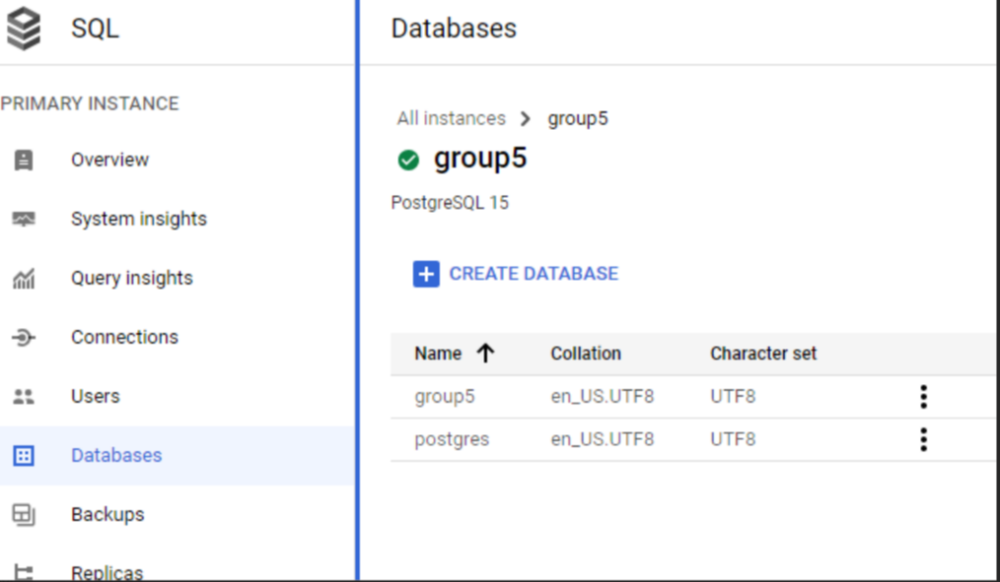 SQL
PRIMARY INSTANCE
Overview
System insights
Query insights
Connections
Users
Databases
Backups
Replicas
Databases
All instances > group5
group5
PostgreSQL 15
CREATE DATABASE
Name Collation Character set
group5 en_US.UTF8 UTF8
postgres en_US.UTF8 UTF8